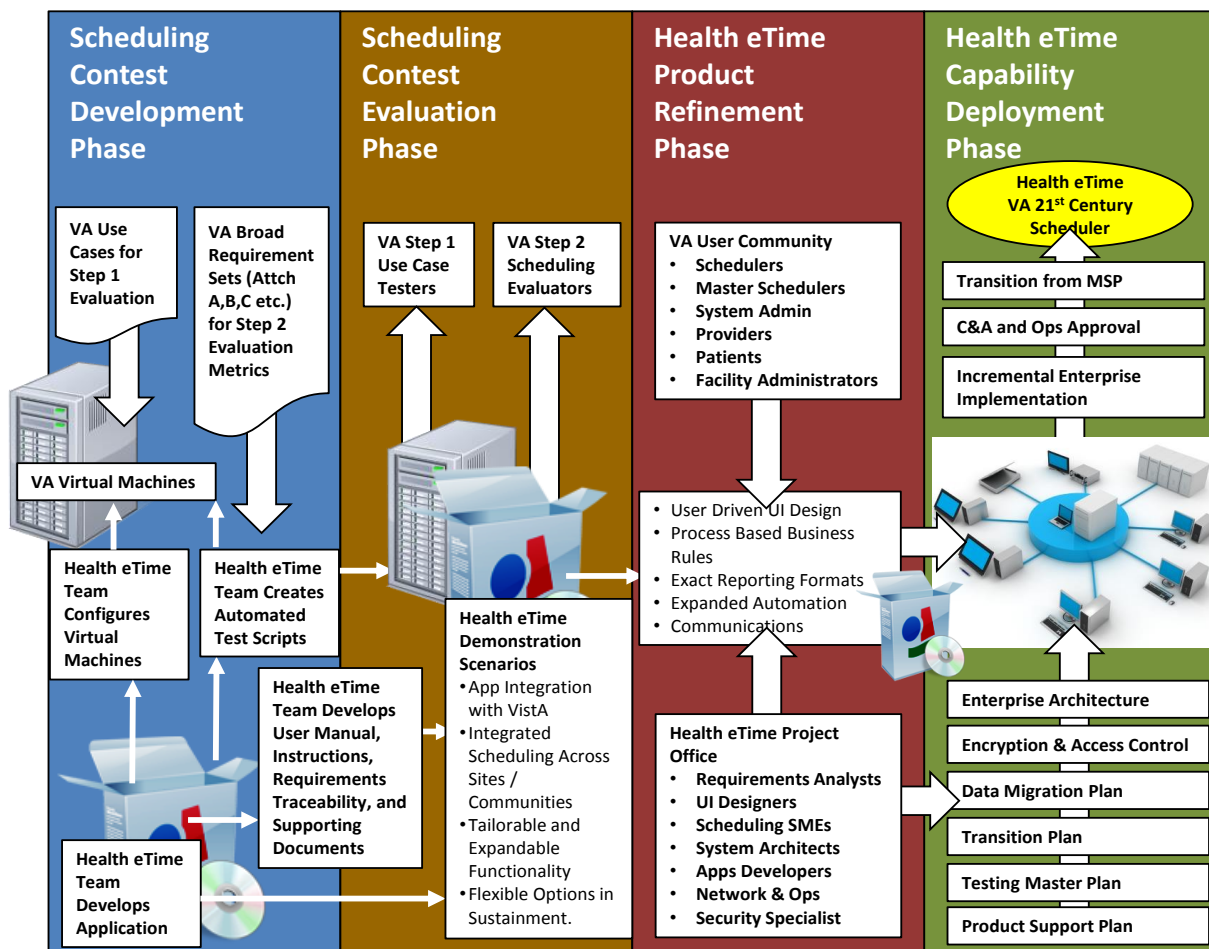 Scheduling
Contest
Development
Phase
VA Use
Cases for
Step 1
Evaluation
VA Broad
Requirement
Sets (Attch
A,B,C etc.)
for Step 2
Evaluation
Metrics
VA Virtual Machines
Health eTime
Team
Configures
Virtual
Machines
Health eTime
Team Creates
Automated
Test Scripts
Health eTime
Team Develops
User Manual,
Instructions,
Requirements
Traceability, and
Supporting
Documents
Health eTime
Team
Develops
Application
Scheduling
Contest
Evaluation
Phase
VA Step 1
Use Case
Testers
VA Step 2
Scheduling
Evaluators
Health eTime
Demonstration
Scenarios
•App Integration
with VistA
•Integrated
Scheduling Across
Sites /
Communities
•Tailorable and
Expandable
Functionality
•Flexible Options in
Sustainment.
Health eTime
Product
Refinement
Phase
VA User Community
• Schedulers
• Master Schedulers
• System Admin
• Providers
• Patients
• Facility Administrators
• User Driven UI Design
• Process Based Business
Rules
• Exact Reporting Formats
• Expanded Automation
• Communications
Health eTime Project
Office
• Requirements Analysts
• UI Designers
• Scheduling SMEs
• System Architects
• Apps Developers
• Network & Ops
• Security Specialist
Health eTime
Capability
Deployment
Phase
Health eTime
VA 21st Century
Scheduler
Transition from MSP
C&A and Ops Approval
Incremental Enterprise
Implementation
Enterprise Architecture
Encryption & Access Control
Data Migration Plan
Transition Plan
Testing Master Plan
Product Support Plan